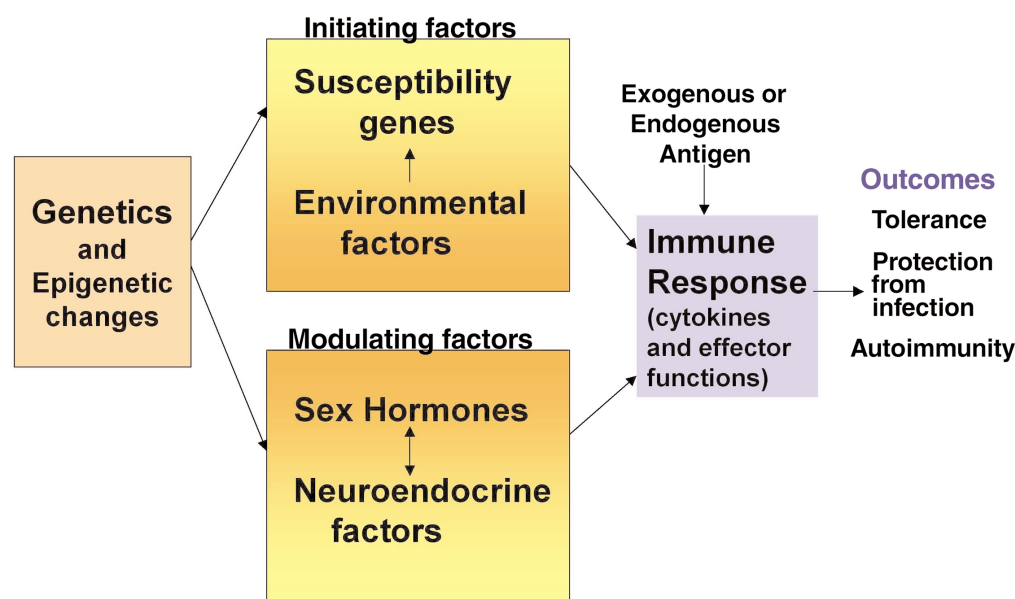 Initiating factors
Susceptibility
genes
Environmental
factors
Genetics
and
Epigenetic
changes
Modulating factors
Sex Hormones
Neuroendocrine
factors
Exogenous or
Endogenous
Antigen
Immune
Response
(cytokines
and effector
functions)
Outcomes
Tolerance
Protection
from
infection
Autoimmunity